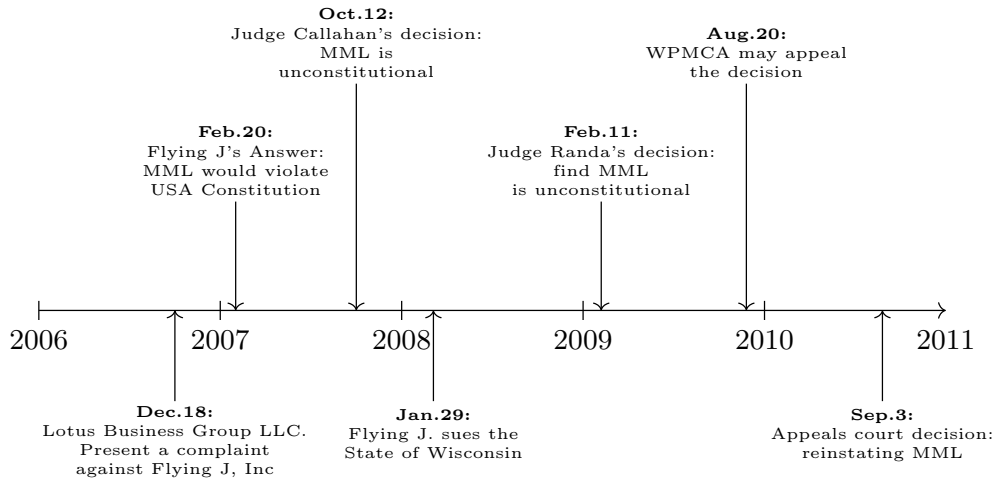 Oct.12:
Judge Callahan's decision:
MML is
unconstitutional
Aug.20:
WPMCA may appeal
the decision
Feb.20:
Flying J's Answer:
MML would violate
USA Constitution
Feb.11:
Judge Randa's decision:
find MML
is unconstitutional
2006
2007
2008
2009
2010
2011
Dec.18:
Lotus Business Group LLC.
Present a complaint
against Flying J, Inc
Jan.29:
Flying J. sues the
State of Wisconsin
Sep.3:
Appeals court decision:
reinstating MML